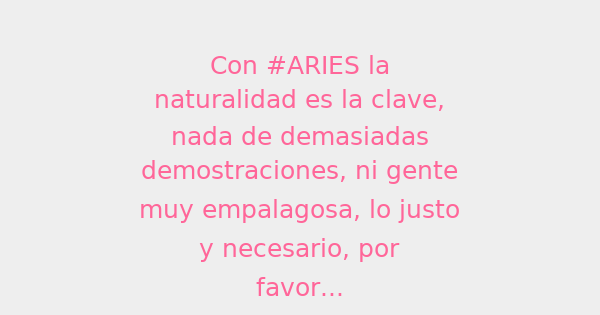 Con #ARIES la
naturalidad es la clave,
nada de demasiadas
demostraciones, ni gente
muy empalagosa, lo justo
y necesario, por
favor...